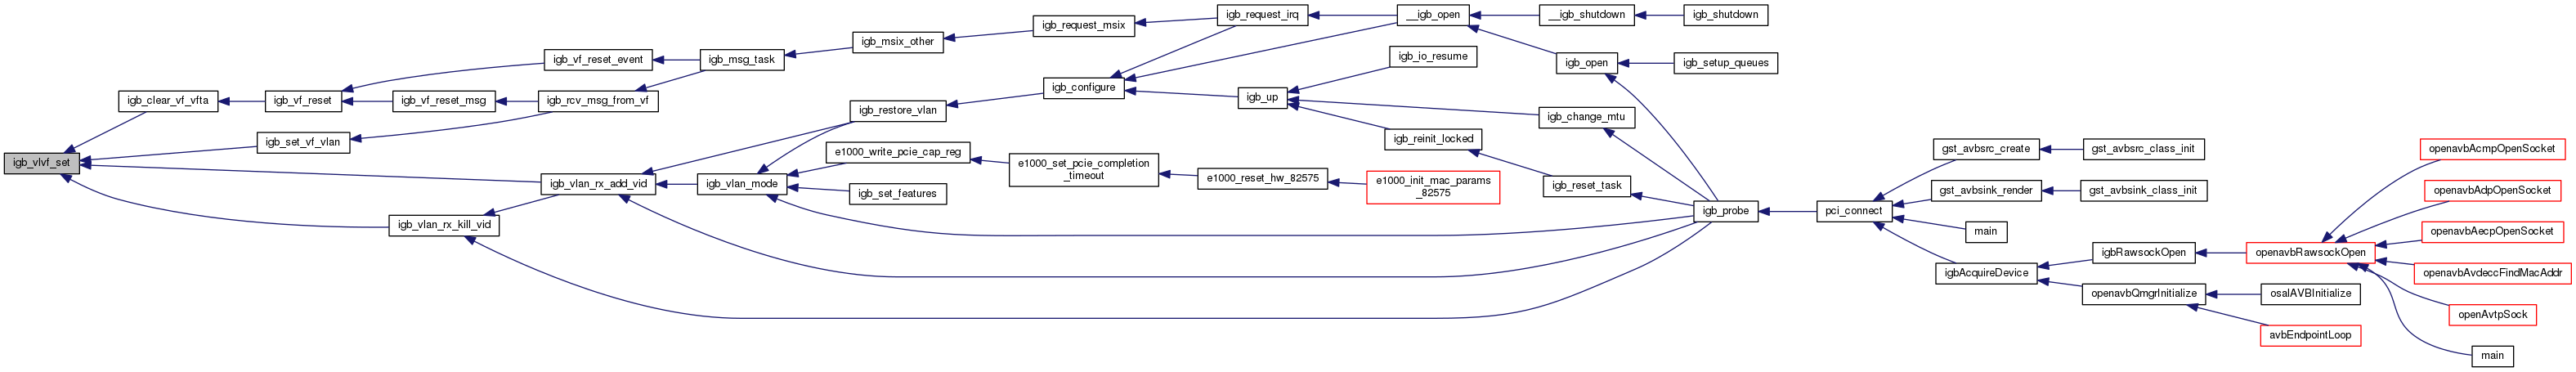 igb_vlvf_set
igb_clear_vf_vfta
igb_set_vf_vlan
igb_vf_reset
igb_vf_reset_event
igb_vf_reset_msg
igb_rcv_msg_from_vf
igb_msg_task
igb_msix_other
igb_request_msix
igb_request_irq
__igb_open
__igb_shutdown
igb_shutdown
igb_vlan_rx_add_vid
igb_vlan_rx_kill_vid
igb_restore_vlan
igb_vlan_mode
e1000_write_pcie_cap_reg
igb_set_features
igb_configure
e1000_set_pcie_completion
_timeout
e1000_reset_hw_82575
e1000_init_mac_params
_82575
igb_up
igb_io_resume
igb_open
igb_setup_queues
igb_change_mtu
igb_reinit_locked
igb_reset_task
igb_probe
pci_connect
gst_avbsrc_create
gst_avbsrc_class_init
gst_avbsink_render
gst_avbsink_class_init
main
igbAcquireDevice
igbRawsockOpen
openavbQmgrInitialize
osalAVBInitialize
avbEndpointLoop
openavbRawsockOpen
openavbAcmpOpenSocket
openavbAdpOpenSocket
openavbAecpOpenSocket
openavbAvdeccFindMacAddr
openAvtpSock
main